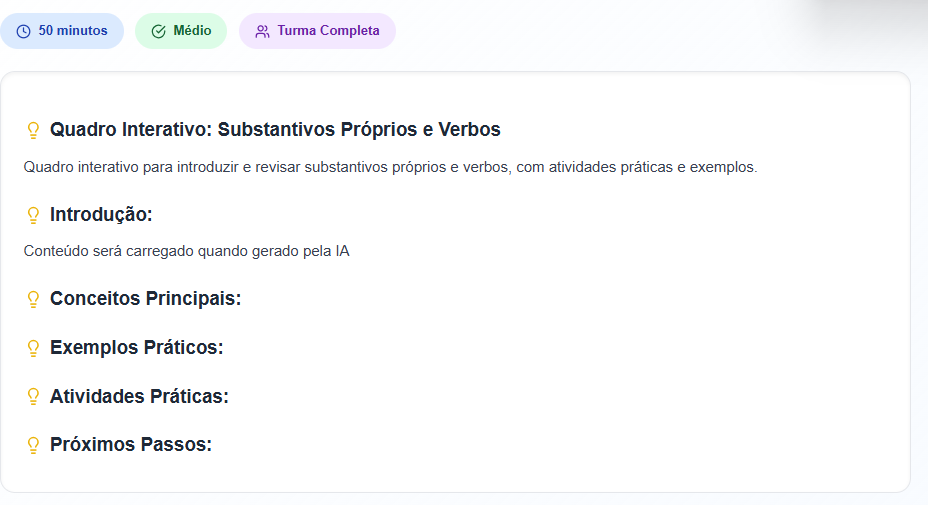 50 minutos
Médio
Turma Completa
Quadro Interativo: Substantivos Próprios e Verbos
Quadro interativo para introduzir e revisar substantivos próprios e verbos, com atividades práticas e exemplos.
Introdução:
Conteúdo será carregado quando gerado pela IA
Conceitos Principais:
Exemplos Práticos:
Atividades Práticas:
Próximos Passos: